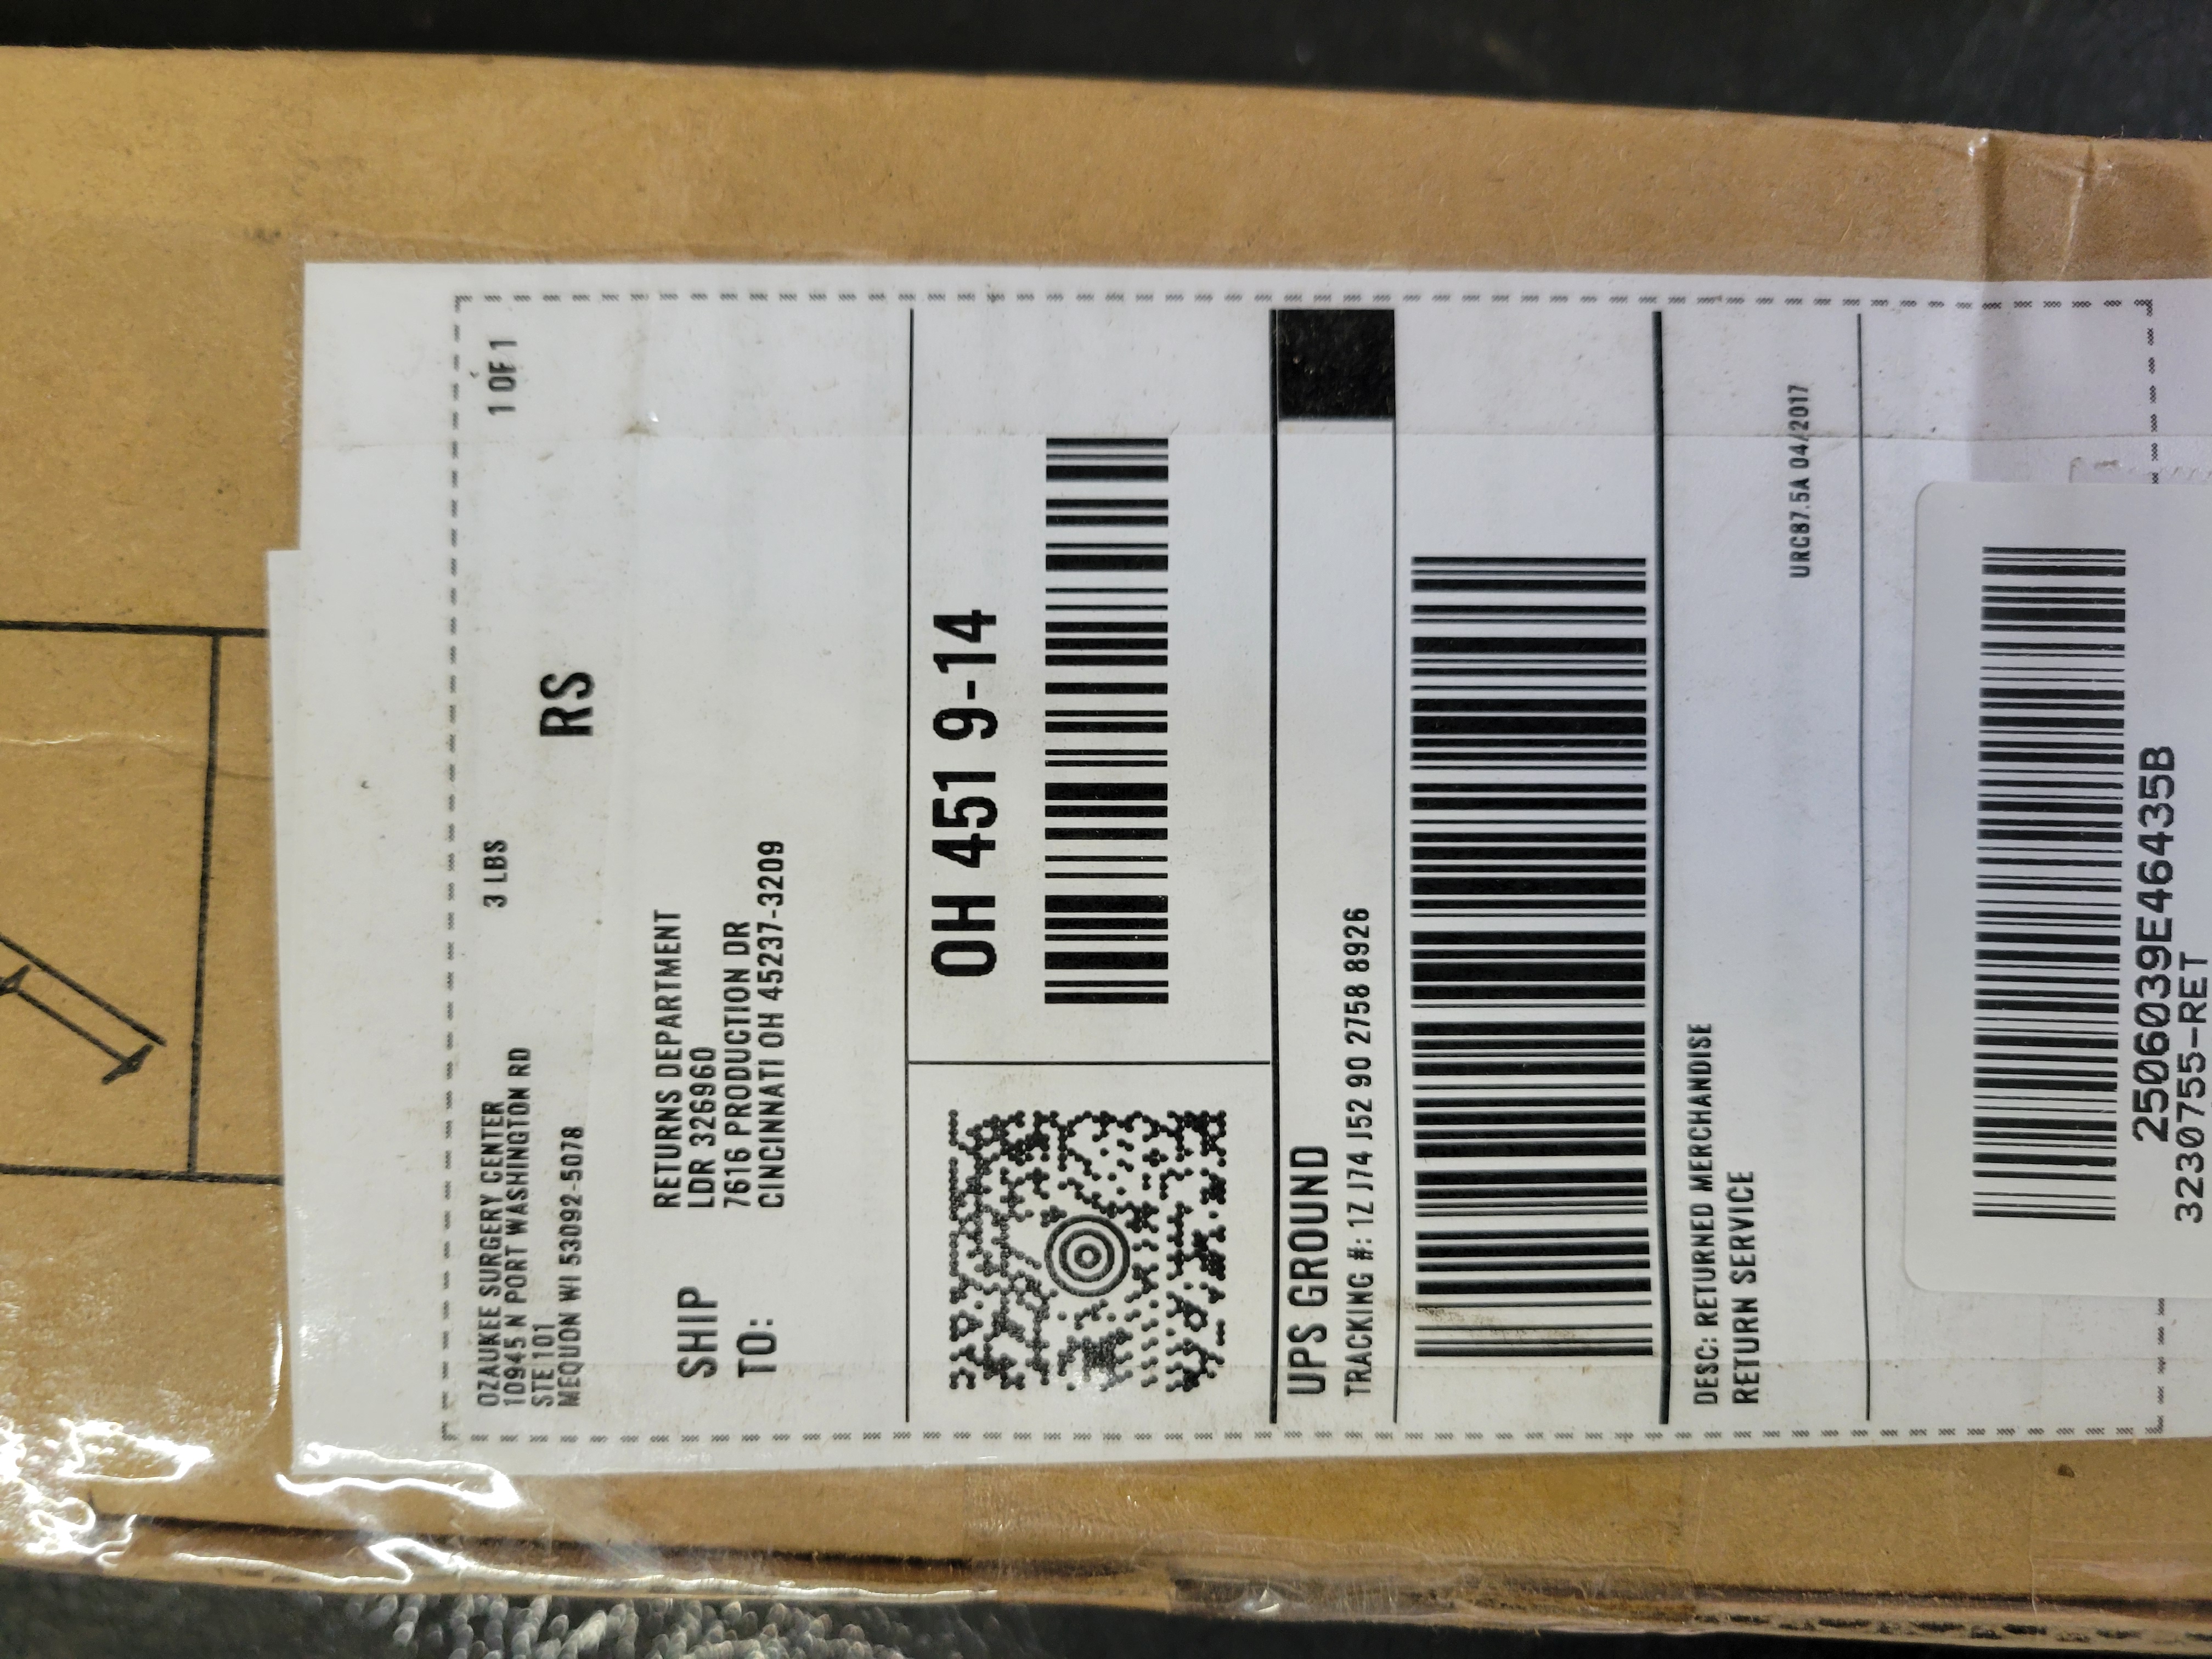 OZAUKEE SURGERY CENTER
10945 N PORT WASHINGTON RD
STE 101
MEQUON WI 53092-5078
3 LBS
1 OF 1
RS
SHIP
TO:
RETURNS DEPARTMENT
LDR 326960
7616 PRODUCTION DR
CINCINNATI OH 45237-3209
OH 451 9-14
UPS GROUND
TRACKING #: 1Z J74 J52 90 2758 8926
DESC: RETURNED MERCHANDISE
RETURN SERVICE
URC87.5A 04/2017
2506039E46435B
3230755-RET